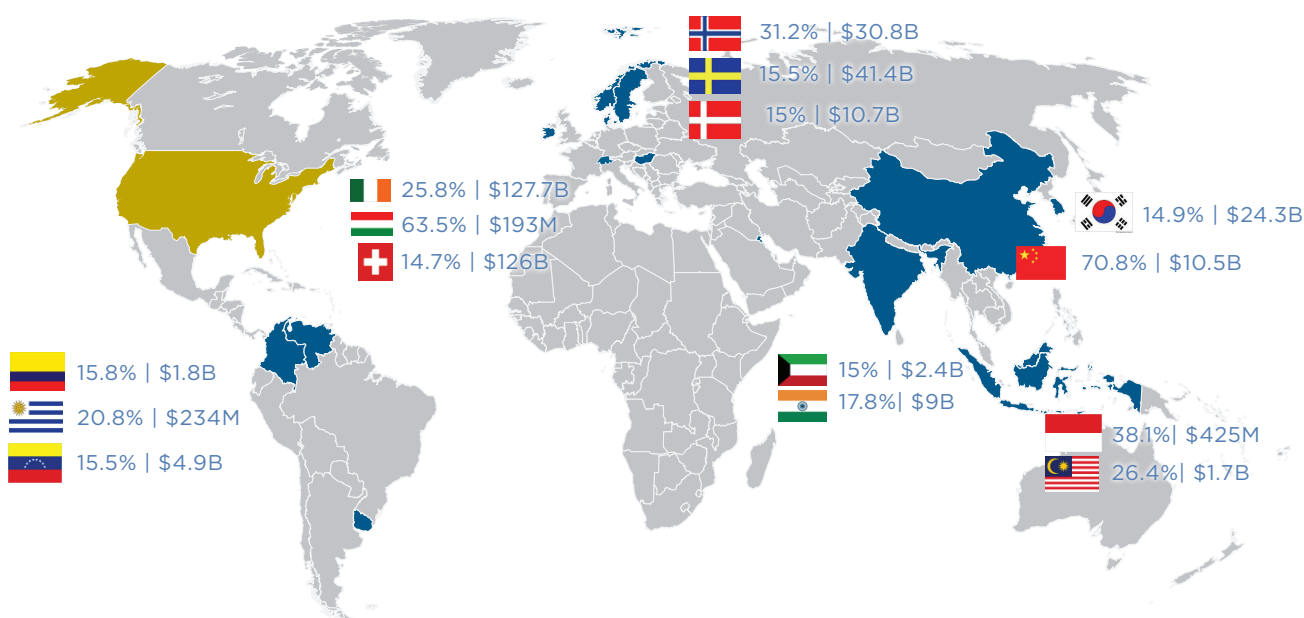 31.2% | $30.8B
15.5% | $41.4B
15% | $10.7B
25.8% | $127.7B
63.5% | $193M
14.7% | $126B
14.9% | $24.3B
70.8% | $10.5B
15.8% | $1.8B
20.8% | $234M
15.5% | $4.9B
15% | $2.4B
17.8%| $9B
38.1%| $425M
26.4%| $1.7B